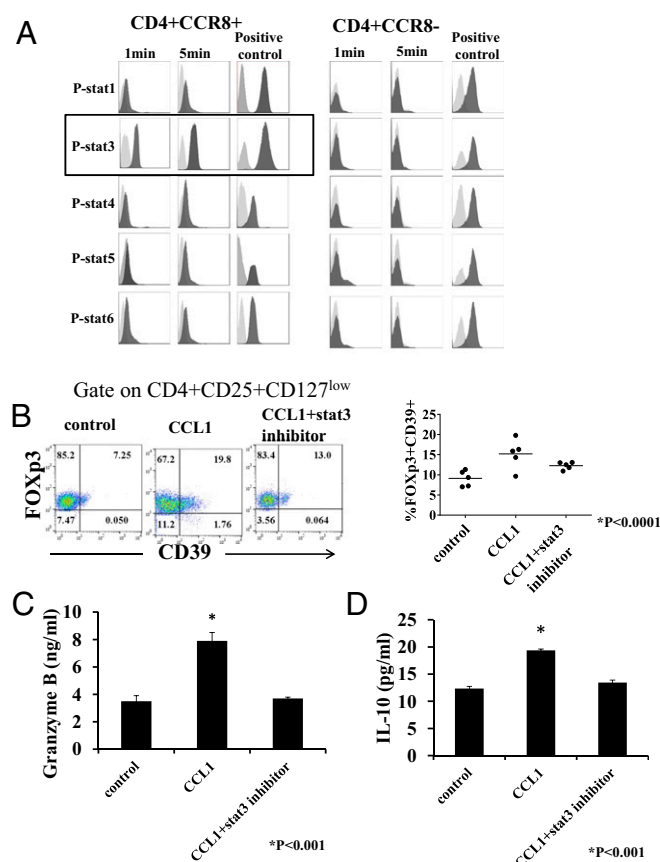 A
CD4+CCR8+
CD4+CCR8-
1min
5min
Positive control
1min
5min
Positive control
P-stat1
P-stat3
P-stat4
P-stat5
P-stat6
Gate on CD4+CD25+CD127low
B
control
CCL1
CCL1+stat3 inhibitor
FOXp3
85.2 7.25
7.47 0.050
67.2 19.8
11.2 1.76
83.4 13.0
3.56 0.064
CD39
%FOXp3+CD39+
25
20
15
10
5
0
control
CCL1
CCL1+stat3 inhibitor
*P<0.0001
C
Granzyme B (ng/ml)
10
8
6
4
2
0
*
control
CCL1
CCL1+stat3 inhibitor
*P<0.001
D
IL-10 (pg/ml)
25
20
15
10
5
0
*
control
CCL1
CCL1+stat3 inhibitor
*P<0.001